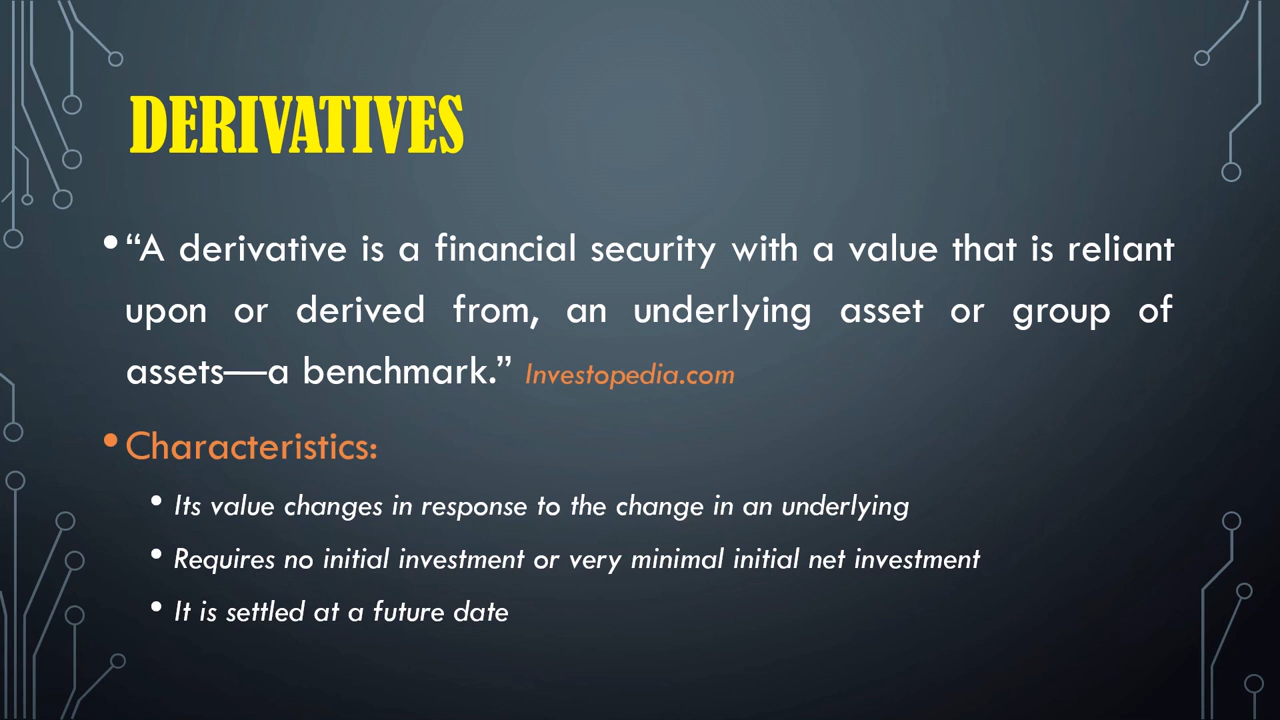 DERIVATIVES
• “A derivative is a financial security with a value that is reliant
upon or derived from, an underlying asset or group of
assets—a benchmark.” Investopedia.com
• Characteristics:
• Its value changes in response to the change in an underlying
• Requires no initial investment or very minimal initial net investment
• It is settled at a future date